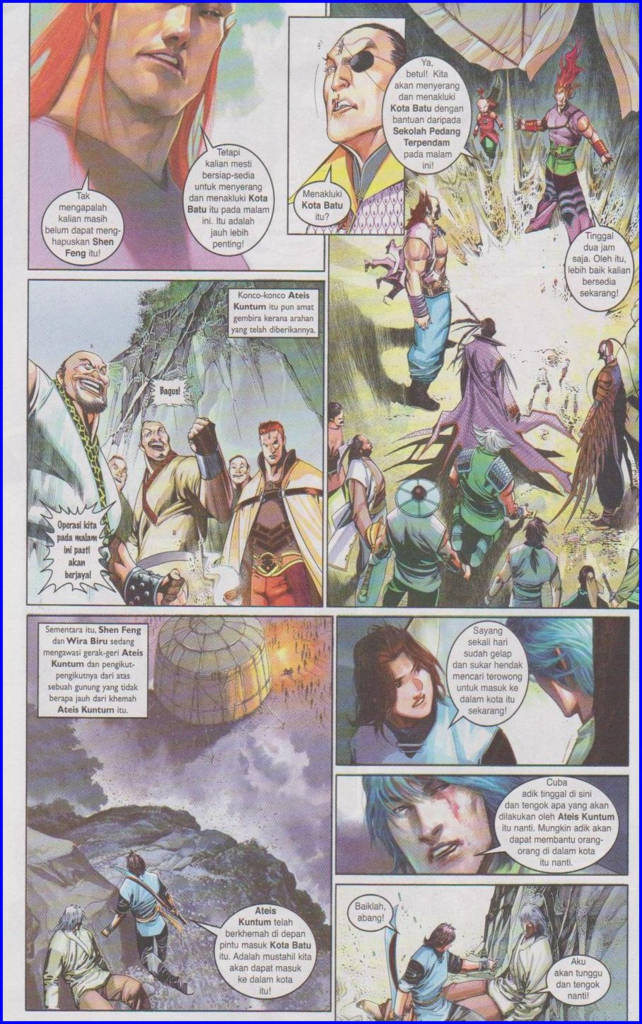 Tak
mengapalah
kalian masih
belum dapat meng-
hapuskan Shen
Feng itu!
Tetapi
kalian mesti
bersiap-sedia
untuk menyerang
dan menakluki Kota
Batu itu pada malam
ini. Itu adalah
jauh lebih
penting!
Menakluki
Kota Batu
itu?
Ya,
betul! Kita
akan menyerang
dan menakluki
Kota Batu dengan
bantuan daripada
Sekolah Pedang
Terpendam
pada malam
ini!
Tinggal
dua jam
saja. Oleh itu,
lebih baik kalian
bersedia
sekarang!
Konco-konco Ateis
Kuntum itu pun amat
gembira kerana arahan
yang telah diberikannya.
Bagus!
Operasi kita
pada malam
ini pasti
akan
berjaya!
Sementara itu, Shen Feng
dan Wira Biru sedang
mengawasi gerak-geri Ateis
Kuntum dan pengikut-
pengikutnya dari atas
sebuah gunung yang tidak
berapa jauh dari khemah
Ateis Kuntum itu.
Ateis
Kuntum telah
berkhemah di depan
pintu masuk Kota Batu
itu. Adalah mustahil kita
akan dapat masuk
ke dalam kota
itu!
Sayang
sekali hari
sudah gelap
dan sukar hendak
mencari terowong
untuk masuk ke
dalam kota itu
sekarang!
Cuba
adik tinggal di sini
dan tengok apa yang akan
dilakukan oleh Ateis Kuntum
itu nanti. Mungkin adik akan
dapat membantu orang-
orang di dalam kota
itu nanti.
Baiklah,
abang!
Aku
akan tunggu
dan tengok
nanti!